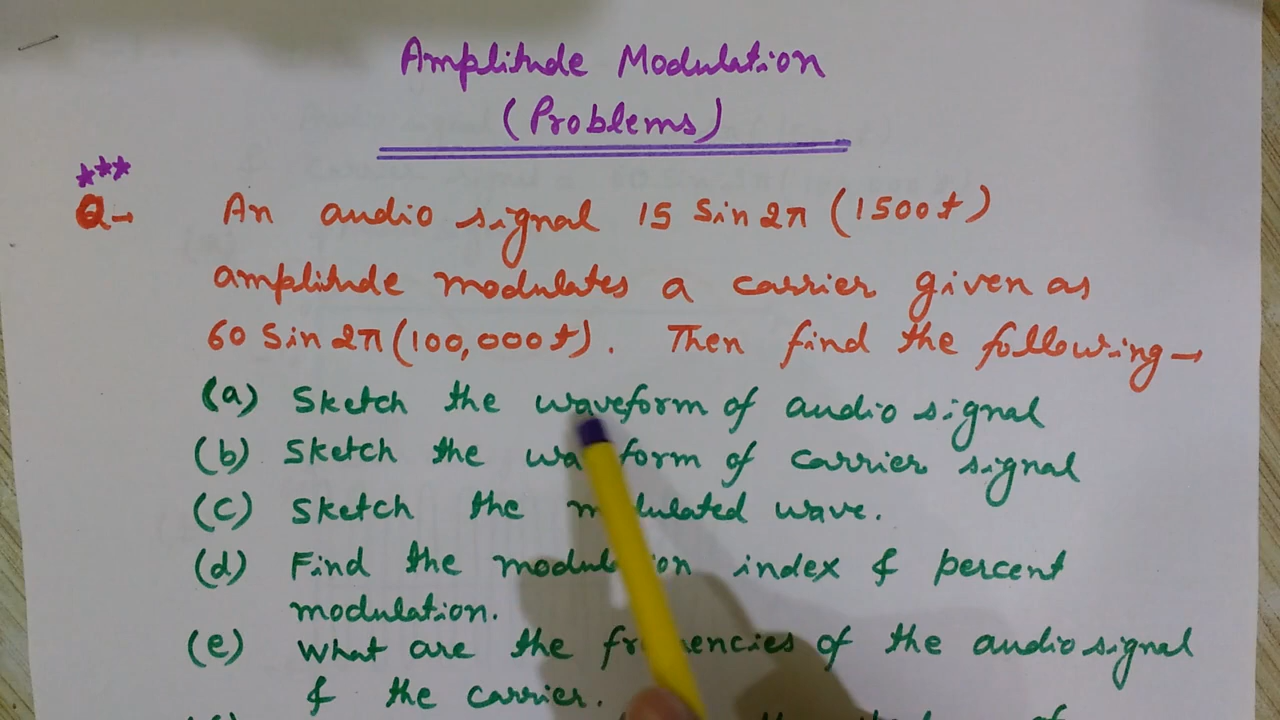 Amplitude Modulation
(Problems)
Q→ An audio signal 15 Sin 2π (1500t)
amplitude modulates a carrier given as
60 Sin 2π (100,000t). Then find the following→
(a) Sketch the waveform of audio signal
(b) Sketch the form of carrier signal
(c) Sketch the modulated wave.
(d) Find the modulation index & percent
modulation.
(e) What are the frequencies of the audio signal
& the carrier.
of